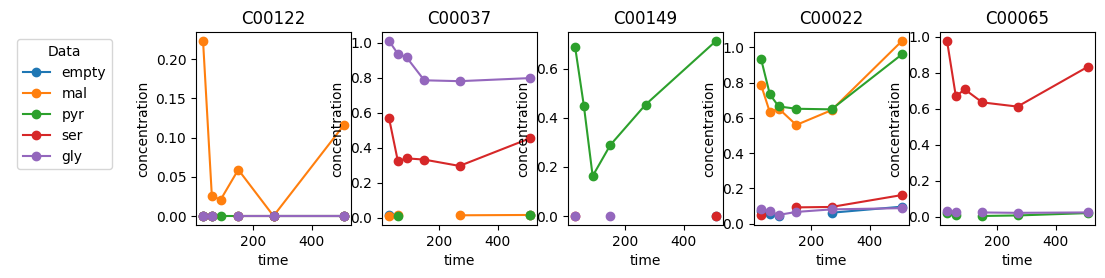 Data
empty
mal
pyr
ser
gly
C00122
concentration
0.20
0.15
0.10
0.05
0.00
200
400
time
C00037
concentration
1.0
0.8
0.6
0.4
0.2
0.0
200
400
time
C00149
concentration
0.6
0.4
0.2
0.0
200
400
time
C00022
concentration
1.0
0.8
0.6
0.4
0.2
0.0
200
400
time
C00065
concentration
1.0
0.8
0.6
0.4
0.2
0.0
200
400
time